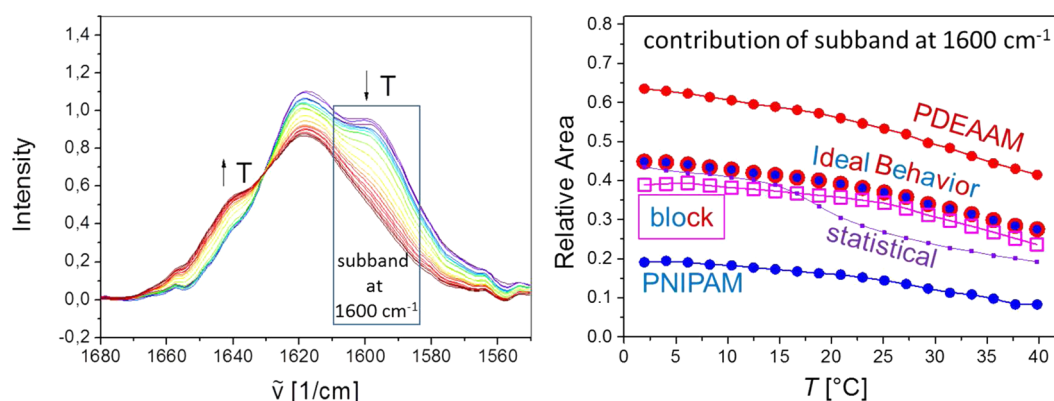 1,4
1,2
1,0
0,8
0,6
0,4
0,2
0,0
-0,2
Intensity
T
T
subband
at
1600 cm-1
1680 1660 1640 1620 1600 1580 1560
ṽ [1/cm]
contribution of subband at 1600 cm-1
0.8
0.7
0.6
0.5
0.4
0.3
0.2
0.1
0.0
Relative Area
PDEAAM
Ideal Behavior
block
statistical
PNIPAM
0 5 10 15 20 25 30 35 40
T [°C]